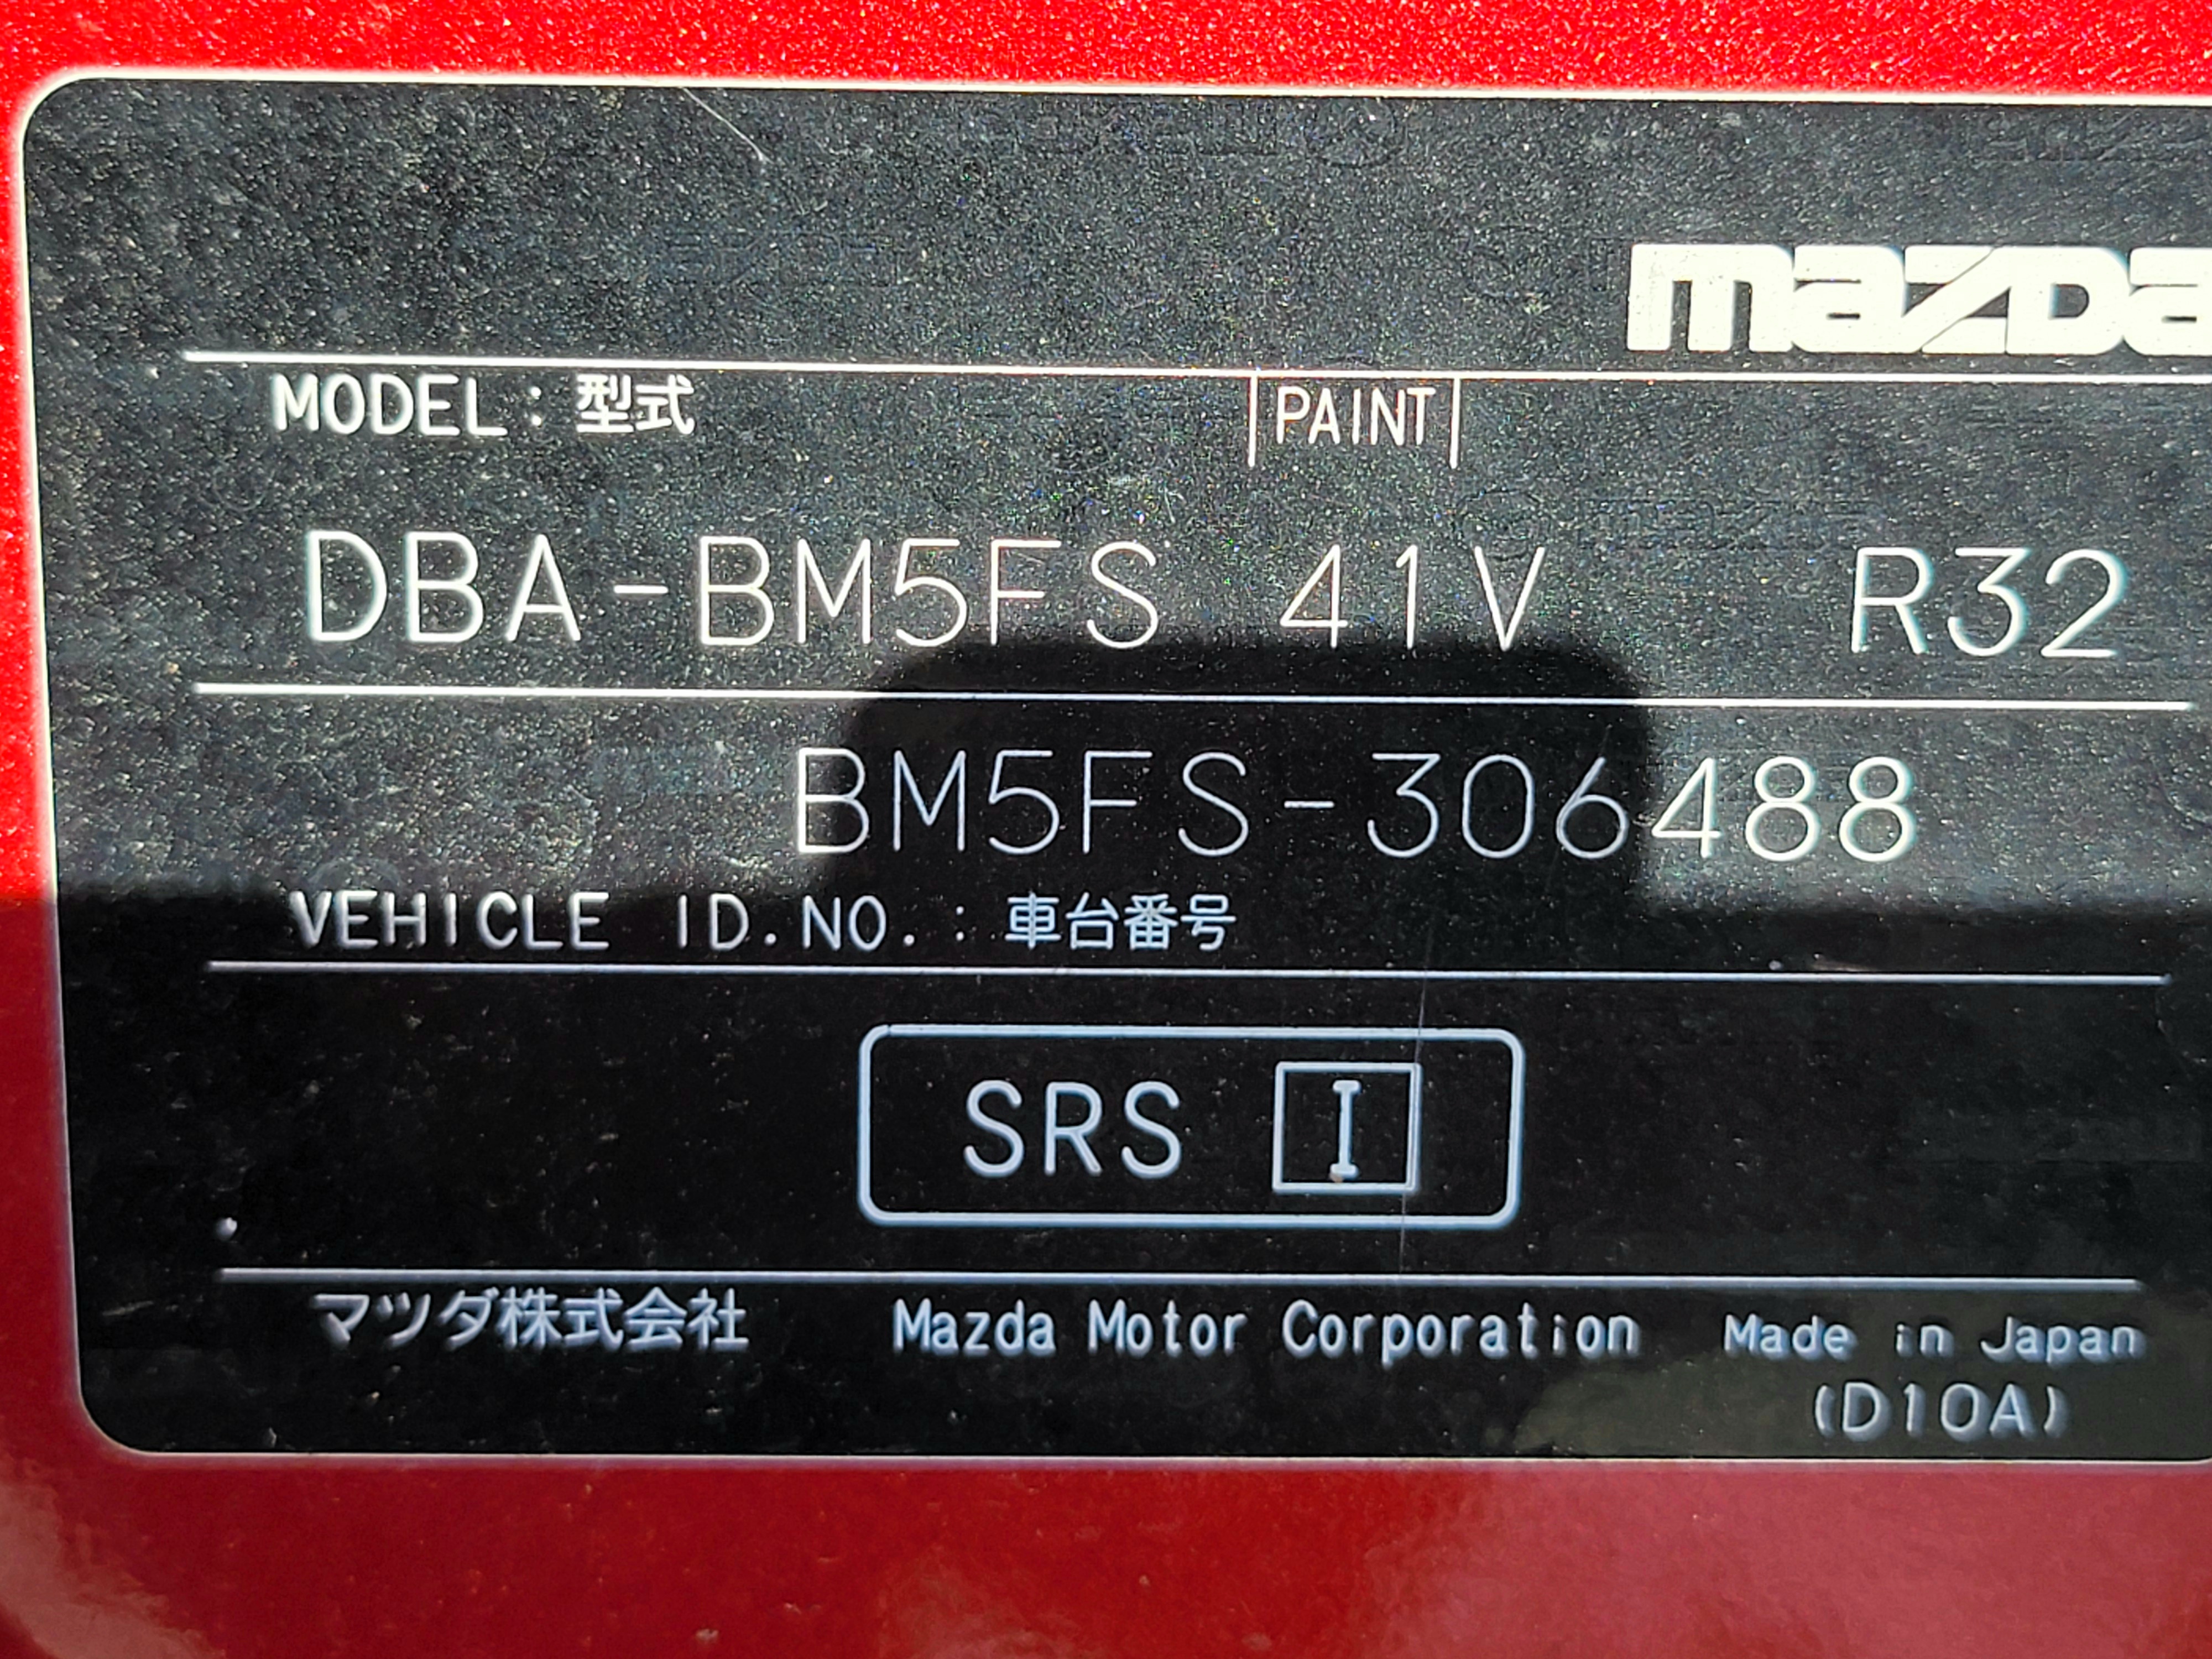 mazda
MODEL : 型式 PAINT
DBA-BM5FS 41V R32
BM5FS-306488
VEHICLE ID.NO. : 車台番号
SRS I
マツダ株式会社 Mazda Motor Corporation Made in Japan
(D10A)